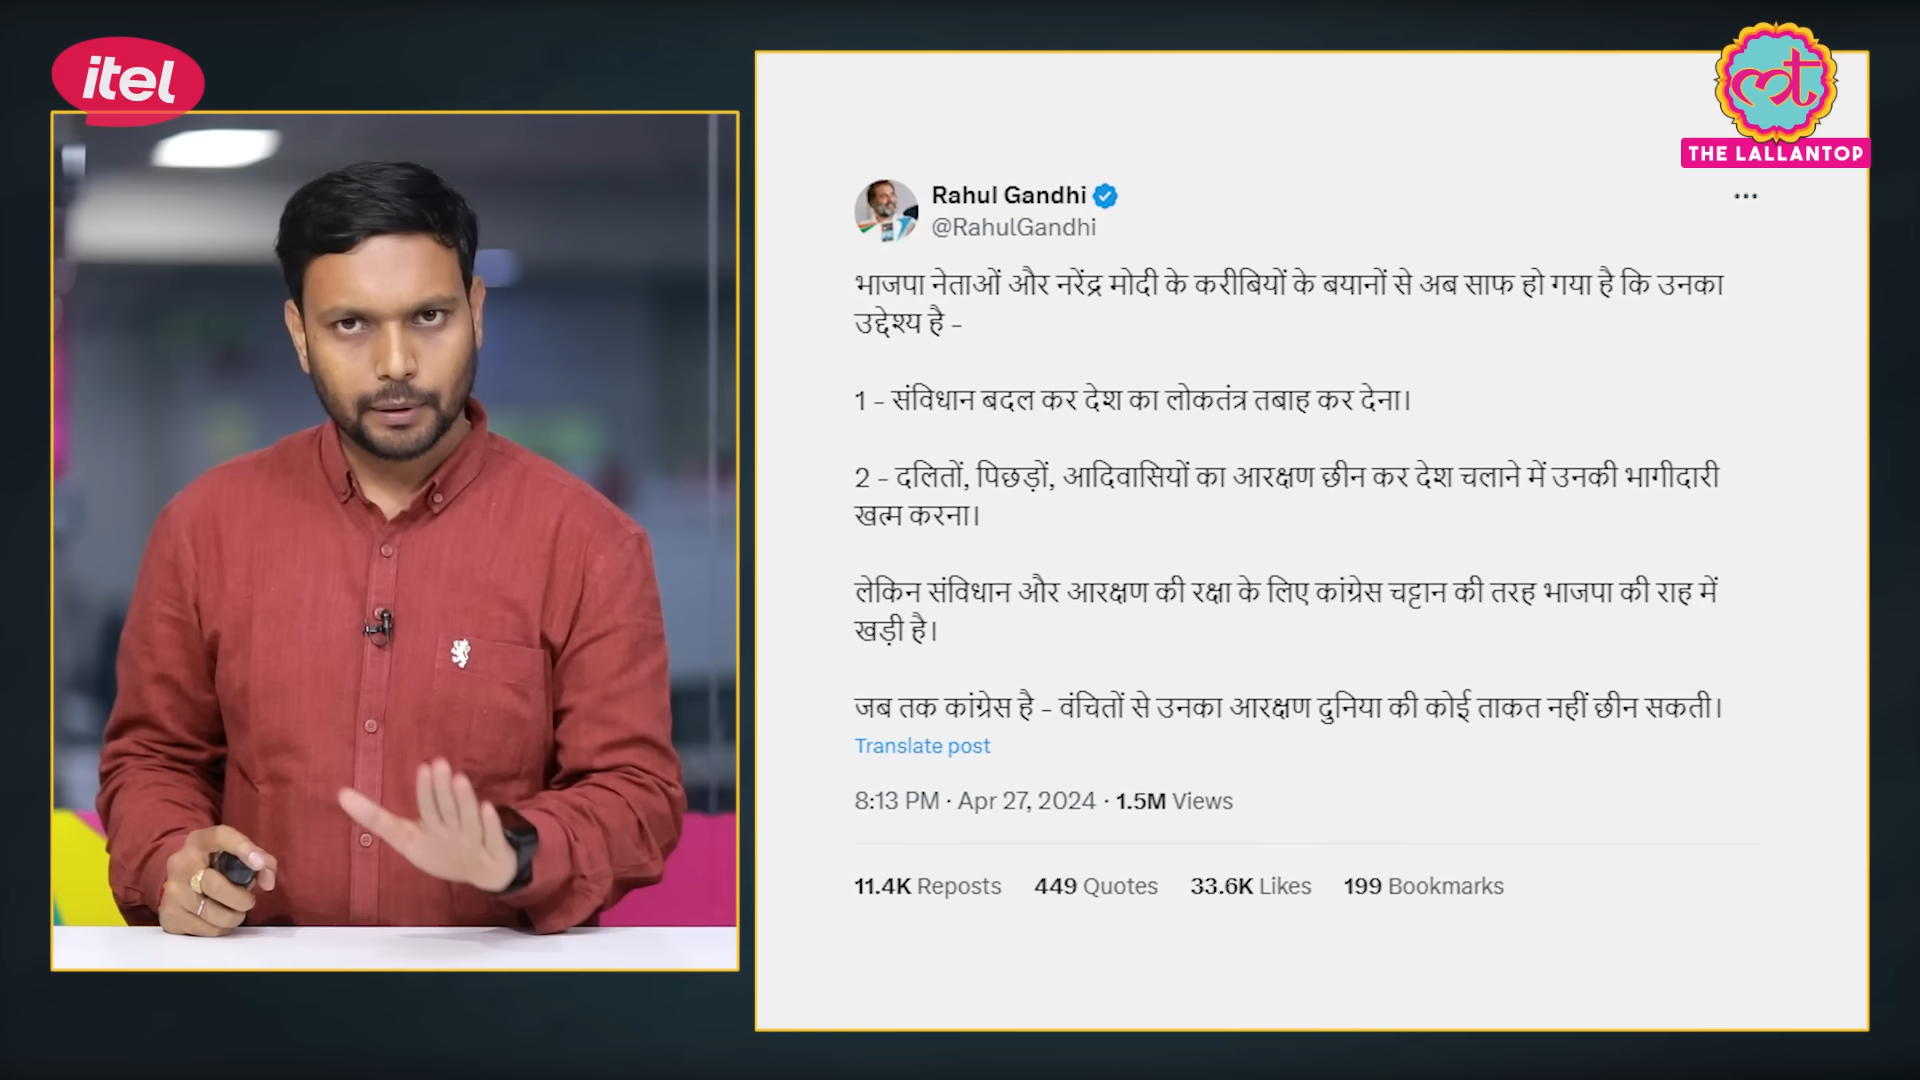 itel
THE LALLANTOP
Rahul Gandhi
@RahulGandhi
भाजपा नेताओं और नरेंद्र मोदी के करीबियों के बयानों से अब साफ हो गया है कि उनका
उद्देश्य है -
1 - संविधान बदल कर देश का लोकतंत्र तबाह कर देना।
2 - दलितों, पिछड़ों, आदिवासियों का आरक्षण छीन कर देश चलाने में उनकी भागीदारी
खत्म करना।
लेकिन संविधान और आरक्षण की रक्षा के लिए कांग्रेस चट्टान की तरह भाजपा की राह में
खड़ी है।
जब तक कांग्रेस है - वंचितों से उनका आरक्षण दुनिया की कोई ताकत नहीं छीन सकती।
Translate post
8:13 PM · Apr 27, 2024 · 1.5M Views
11.4K Reposts 449 Quotes 33.6K Likes 199 Bookmarks